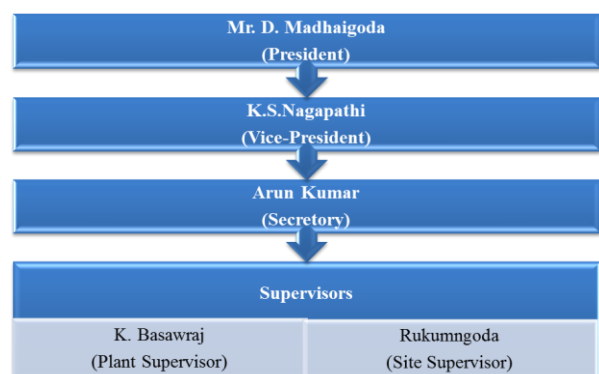 Mr. D. Madhaigoda
(President)
K.S.Nagapathi
(Vice-President)
Arun Kumar
(Secretory)
Supervisors
K. Basawraj
(Plant Supervisor)
Rukumngoda
(Site Supervisor)